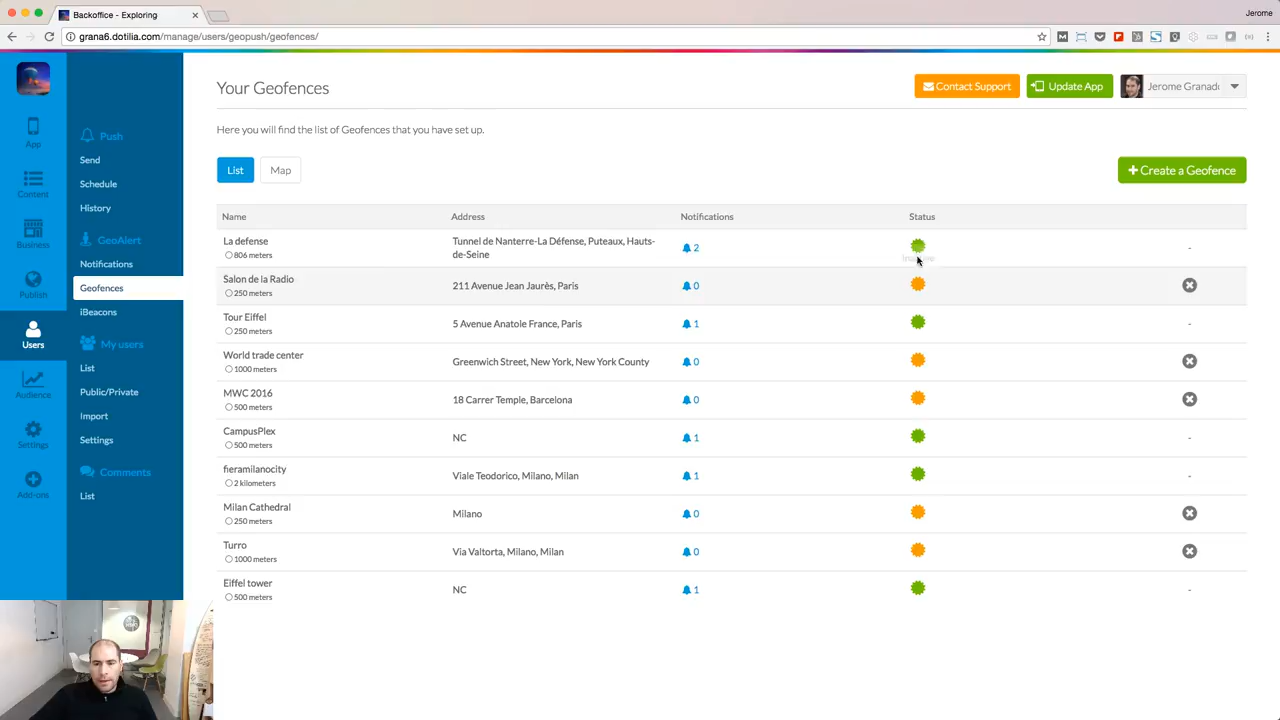 Backoffice - Exploring
Jerome
grana6.dotilia.com/manage/users/geopush/geofences/
App
Content
Business
Publish
Users
Audience
Settings
Add-ons
Push
Send
Schedule
History
GeoAlert
Notifications
Geofences
iBeacons
My users
List
Public/Private
Import
Settings
Comments
List
Your Geofences
Contact Support
Update App
Jerome Granado
Here you will find the list of Geofences that you have set up.
List
Map
+ Create a Geofence
Name Address Notifications Status
La defense
806 meters
Tunnel de Nanterre-La Défense, Puteaux, Hauts-
de-Seine
2
-
Salon de la Radio
250 meters
211 Avenue Jean Jaurès, Paris
0
Tour Eiffel
250 meters
5 Avenue Anatole France, Paris
1
-
World trade center
1000 meters
Greenwich Street, New York, New York County
0
MWC 2016
500 meters
18 Carrer Temple, Barcelona
0
CampusPlex
500 meters
NC
1
-
fieramilanocity
2 kilometers
Viale Teodorico, Milano, Milan
1
-
Milan Cathedral
250 meters
Milano
0
Turro
1000 meters
Via Valtorta, Milano, Milan
0
Eiffel tower
500 meters
NC
1
-